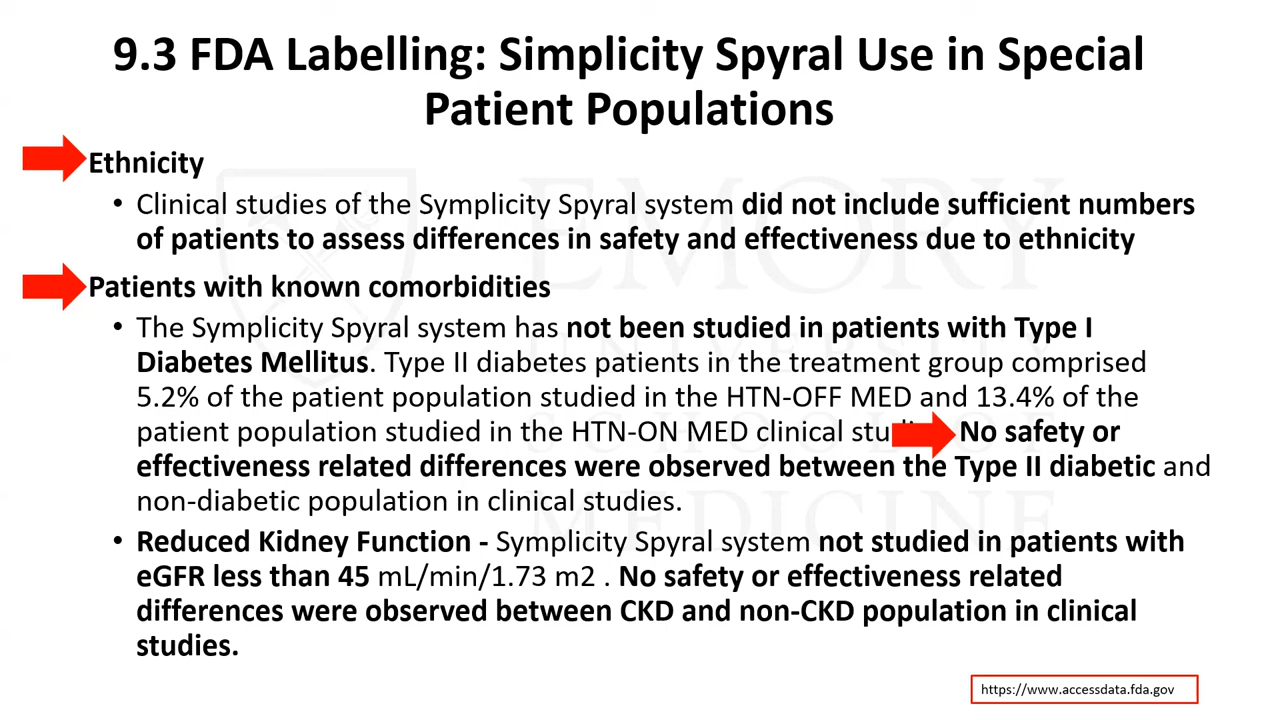 9.3 FDA Labelling: Simplicity Spyral Use in Special
Patient Populations
Ethnicity
• Clinical studies of the Symplicity Spyral system did not include sufficient numbers
of patients to assess differences in safety and effectiveness due to ethnicity
Patients with known comorbidities
• The Symplicity Spyral system has not been studied in patients with Type I
Diabetes Mellitus. Type II diabetes patients in the treatment group comprised
5.2% of the patient population studied in the HTN-OFF MED and 13.4% of the
patient population studied in the HTN-ON MED clinical No safety or
effectiveness related differences were observed between the Type II diabetic and
non-diabetic population in clinical studies.
• Reduced Kidney Function - Symplicity Spyral system not studied in patients with
eGFR less than 45 mL/min/1.73 m2 . No safety or effectiveness related
differences were observed between CKD and non-CKD population in clinical
studies.
https://www.accessdata.fda.gov
EMORY
UNIVERSITY
SCHOOL OF
MEDICINE